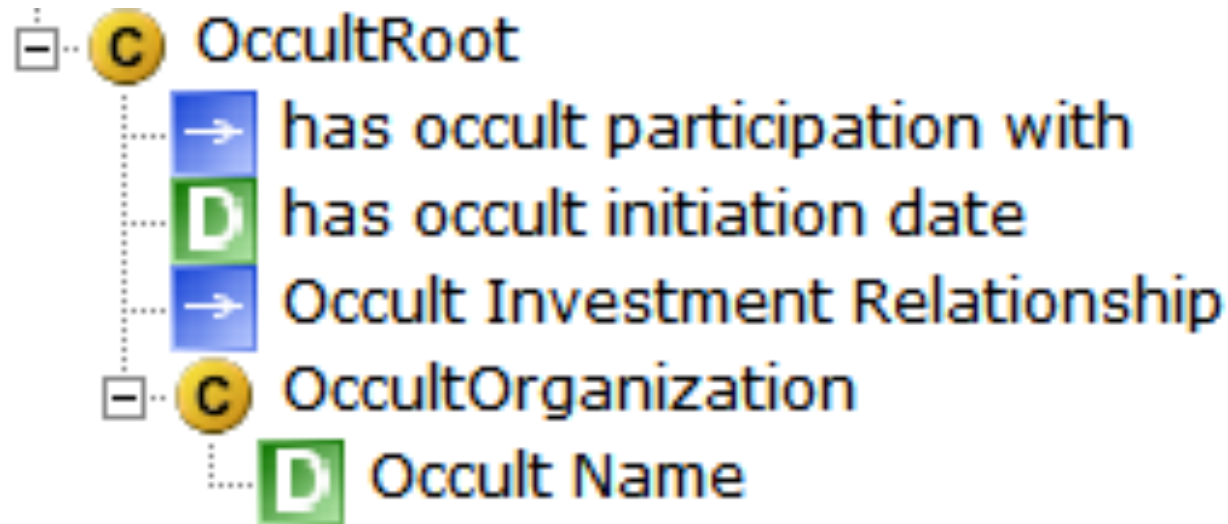 C OccultRoot
has occult participation with
D has occult initiation date
Occult Investment Relationship
C OccultOrganization
D Occult Name